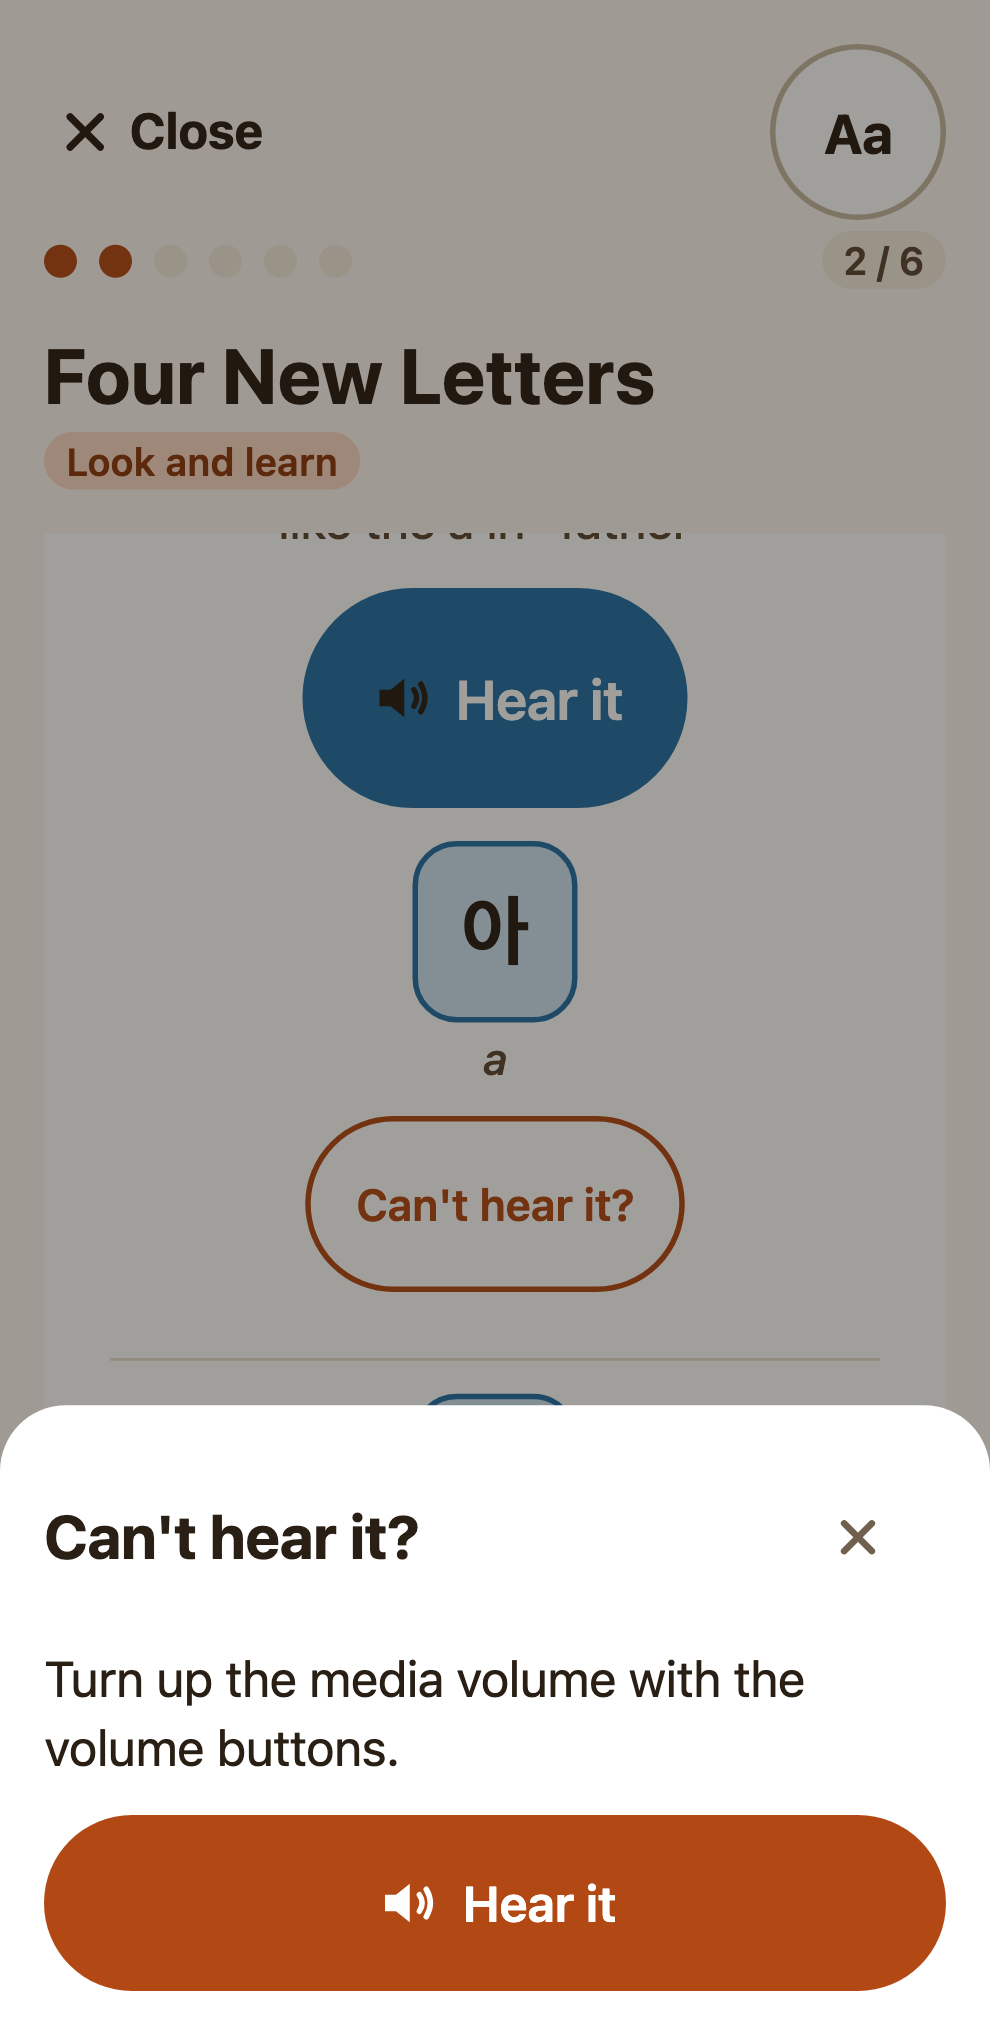 Close
Aa
2 / 6
Four New Letters
Look and learn
Hear it
아
a
Can't hear it?
Can't hear it?
Turn up the media volume with the
volume buttons.
Hear it